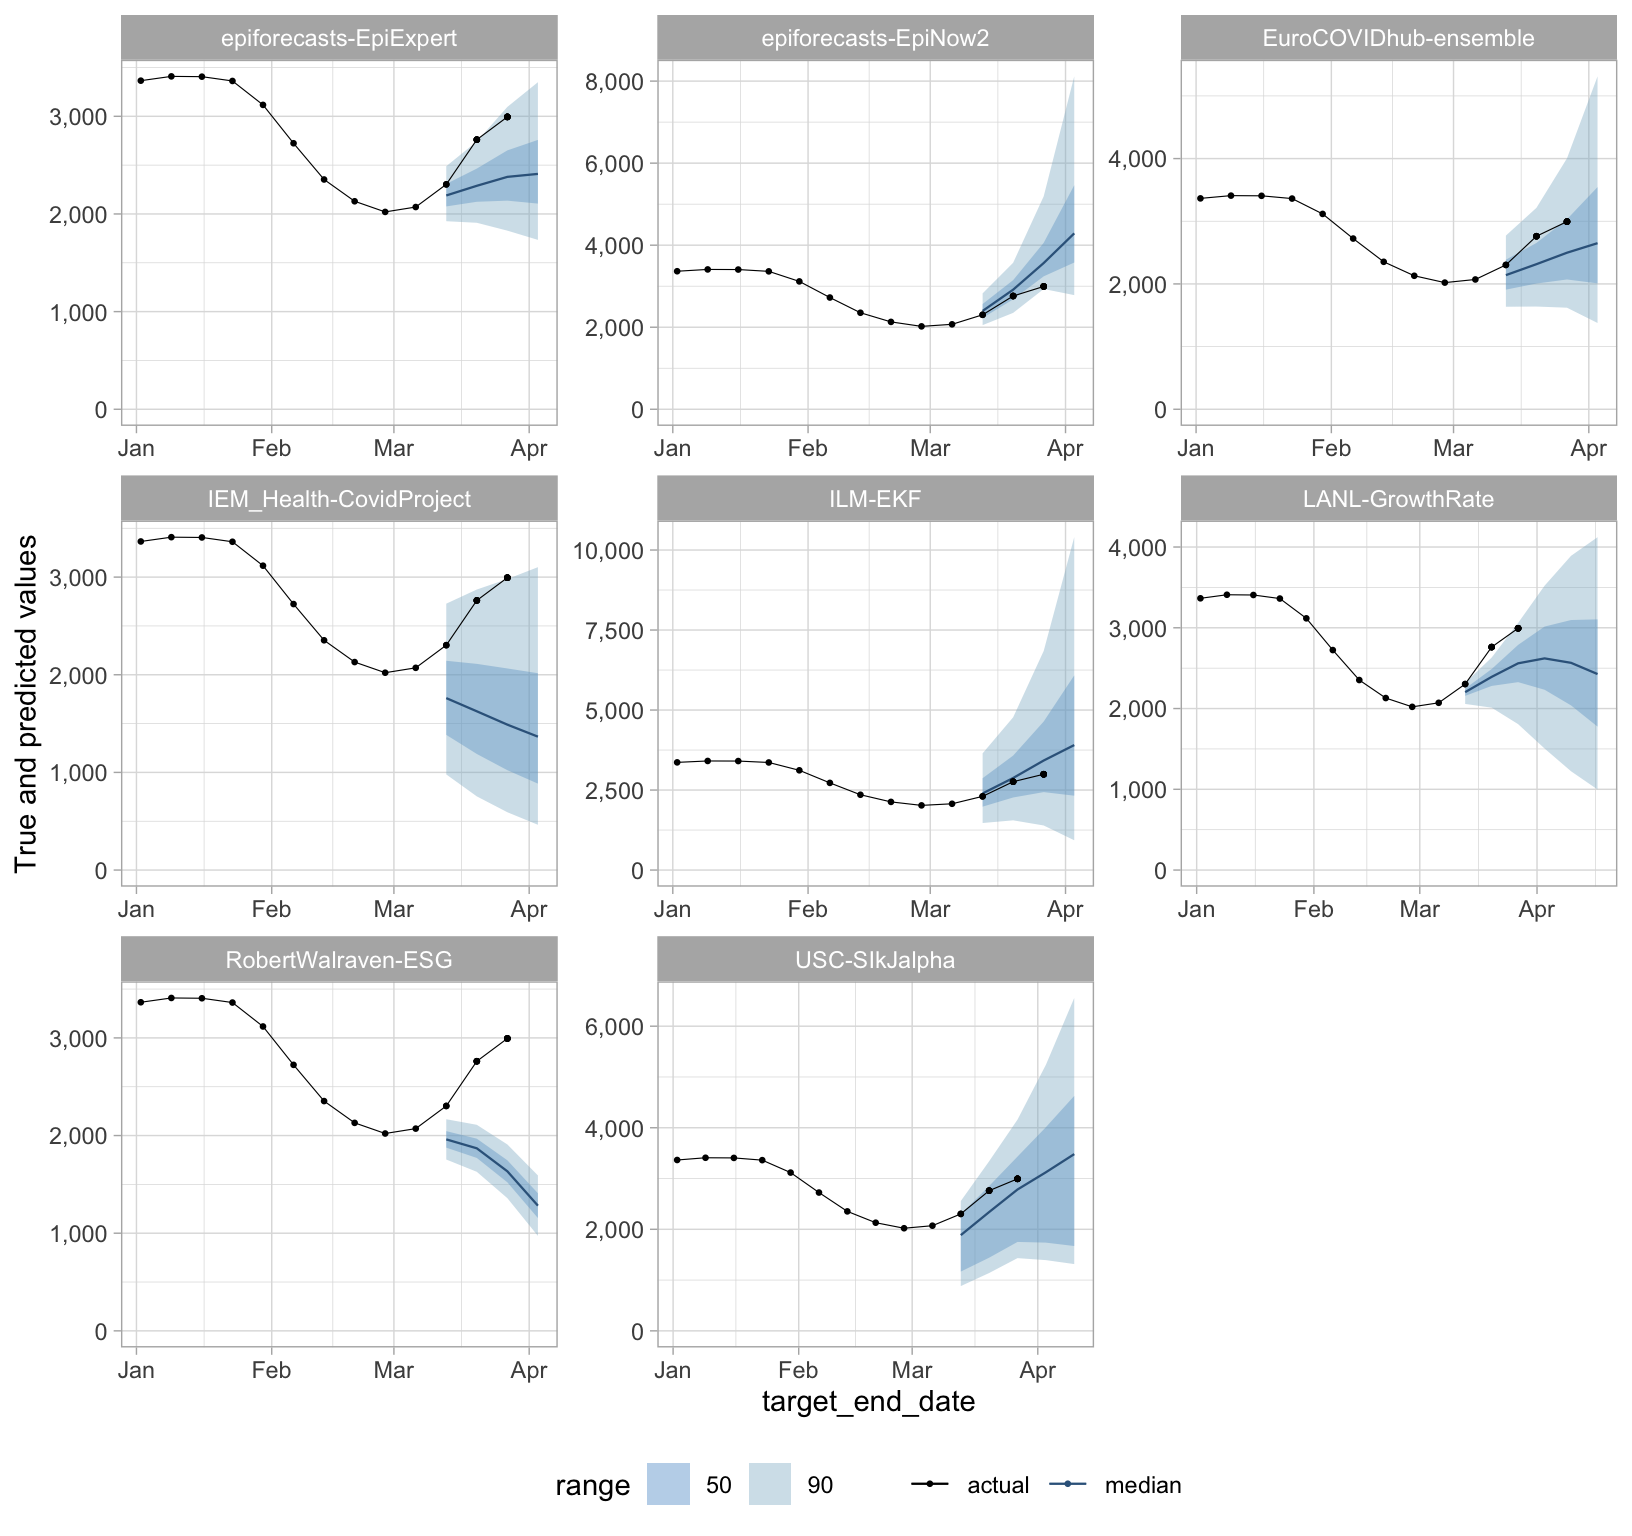 epiforecasts-EpiExpert
epiforecasts-EpiNow2
EuroCOVIDhub-ensemble
3,000
2,000
1,000
0
Jan Feb Mar Apr
8,000
6,000
4,000
2,000
0
Jan Feb Mar Apr
4,000
2,000
0
Jan Feb Mar Apr
True and predicted values
IEM_Health-CovidProject
ILM-EKF
LANL-GrowthRate
3,000
2,000
1,000
0
Jan Feb Mar Apr
10,000
7,500
5,000
2,500
0
Jan Feb Mar Apr
4,000
3,000
2,000
1,000
0
Jan Feb Mar Apr
RobertWalraven-ESG
USC-SIkJalpha
3,000
2,000
1,000
0
Jan Feb Mar Apr
6,000
4,000
2,000
0
Jan Feb Mar Apr
target_end_date
range 50 90 actual median